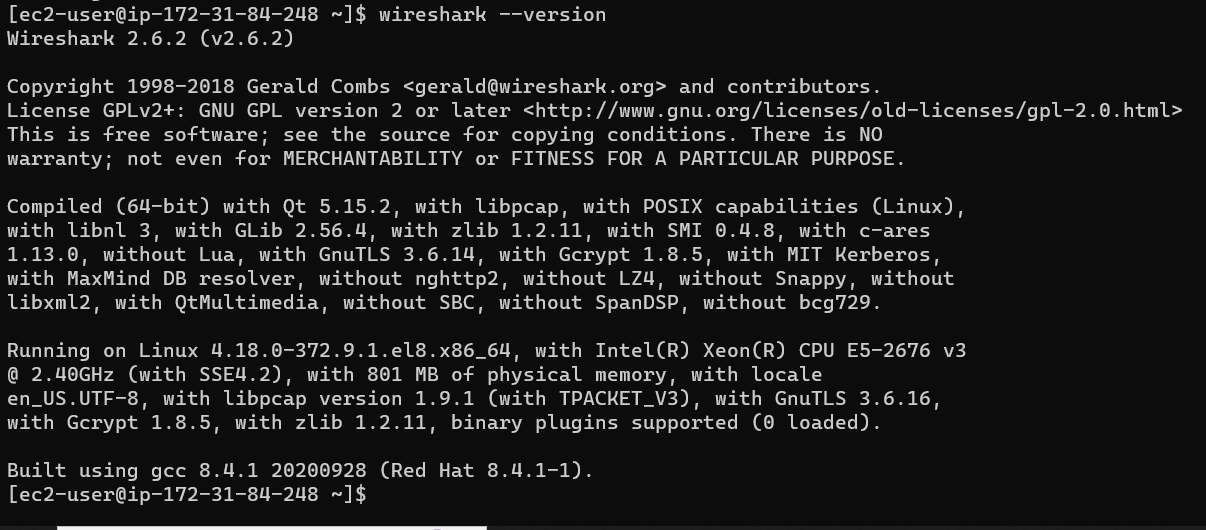 [ec2-user@ip-172-31-84-248 ~]$ wireshark --version
Wireshark 2.6.2 (v2.6.2)
Copyright 1998-2018 Gerald Combs <gerald@wireshark.org> and contributors.
License GPLv2+: GNU GPL version 2 or later <http://www.gnu.org/licenses/old-licenses/gpl-2.0.html>
This is free software; see the source for copying conditions. There is NO
warranty; not even for MERCHANTABILITY or FITNESS FOR A PARTICULAR PURPOSE.
Compiled (64-bit) with Qt 5.15.2, with libpcap, with POSIX capabilities (Linux),
with libnl 3, with GLib 2.56.4, with zlib 1.2.11, with SMI 0.4.8, with c-ares
1.13.0, without Lua, with GnuTLS 3.6.14, with Gcrypt 1.8.5, with MIT Kerberos,
with MaxMind DB resolver, without nghttp2, without LZ4, without Snappy, without
libxml2, with QtMultimedia, without SBC, without SpanDSP, without bcg729.
Running on Linux 4.18.0-372.9.1.el8.x86_64, with Intel(R) Xeon(R) CPU E5-2676 v3
@ 2.40GHz (with SSE4.2), with 801 MB of physical memory, with locale
en_US.UTF-8, with libpcap version 1.9.1 (with TPACKET_V3), with GnuTLS 3.6.16,
with Gcrypt 1.8.5, with zlib 1.2.11, binary plugins supported (0 loaded).
Built using gcc 8.4.1 20200928 (Red Hat 8.4.1-1).
[ec2-user@ip-172-31-84-248 ~]$